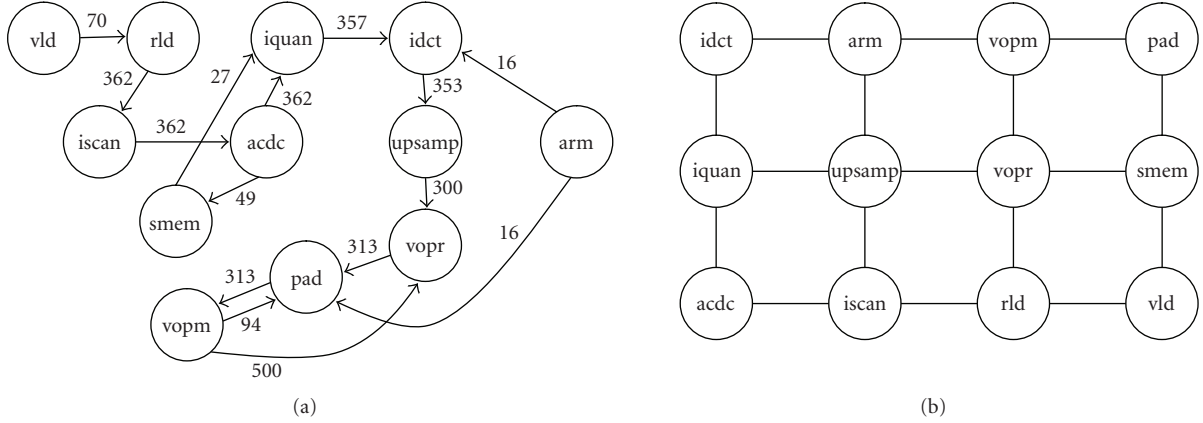 vld
70
rld
iquan
357
idct
16
362
27
362
353
iscan
362
acdc
upsamp
arm
49
300
smem
16
vopr
313
pad
313
vopm
94
500
(a)
idct
arm
vopm
pad
iquan
upsamp
vopr
smem
acdc
iscan
rld
vld
(b)